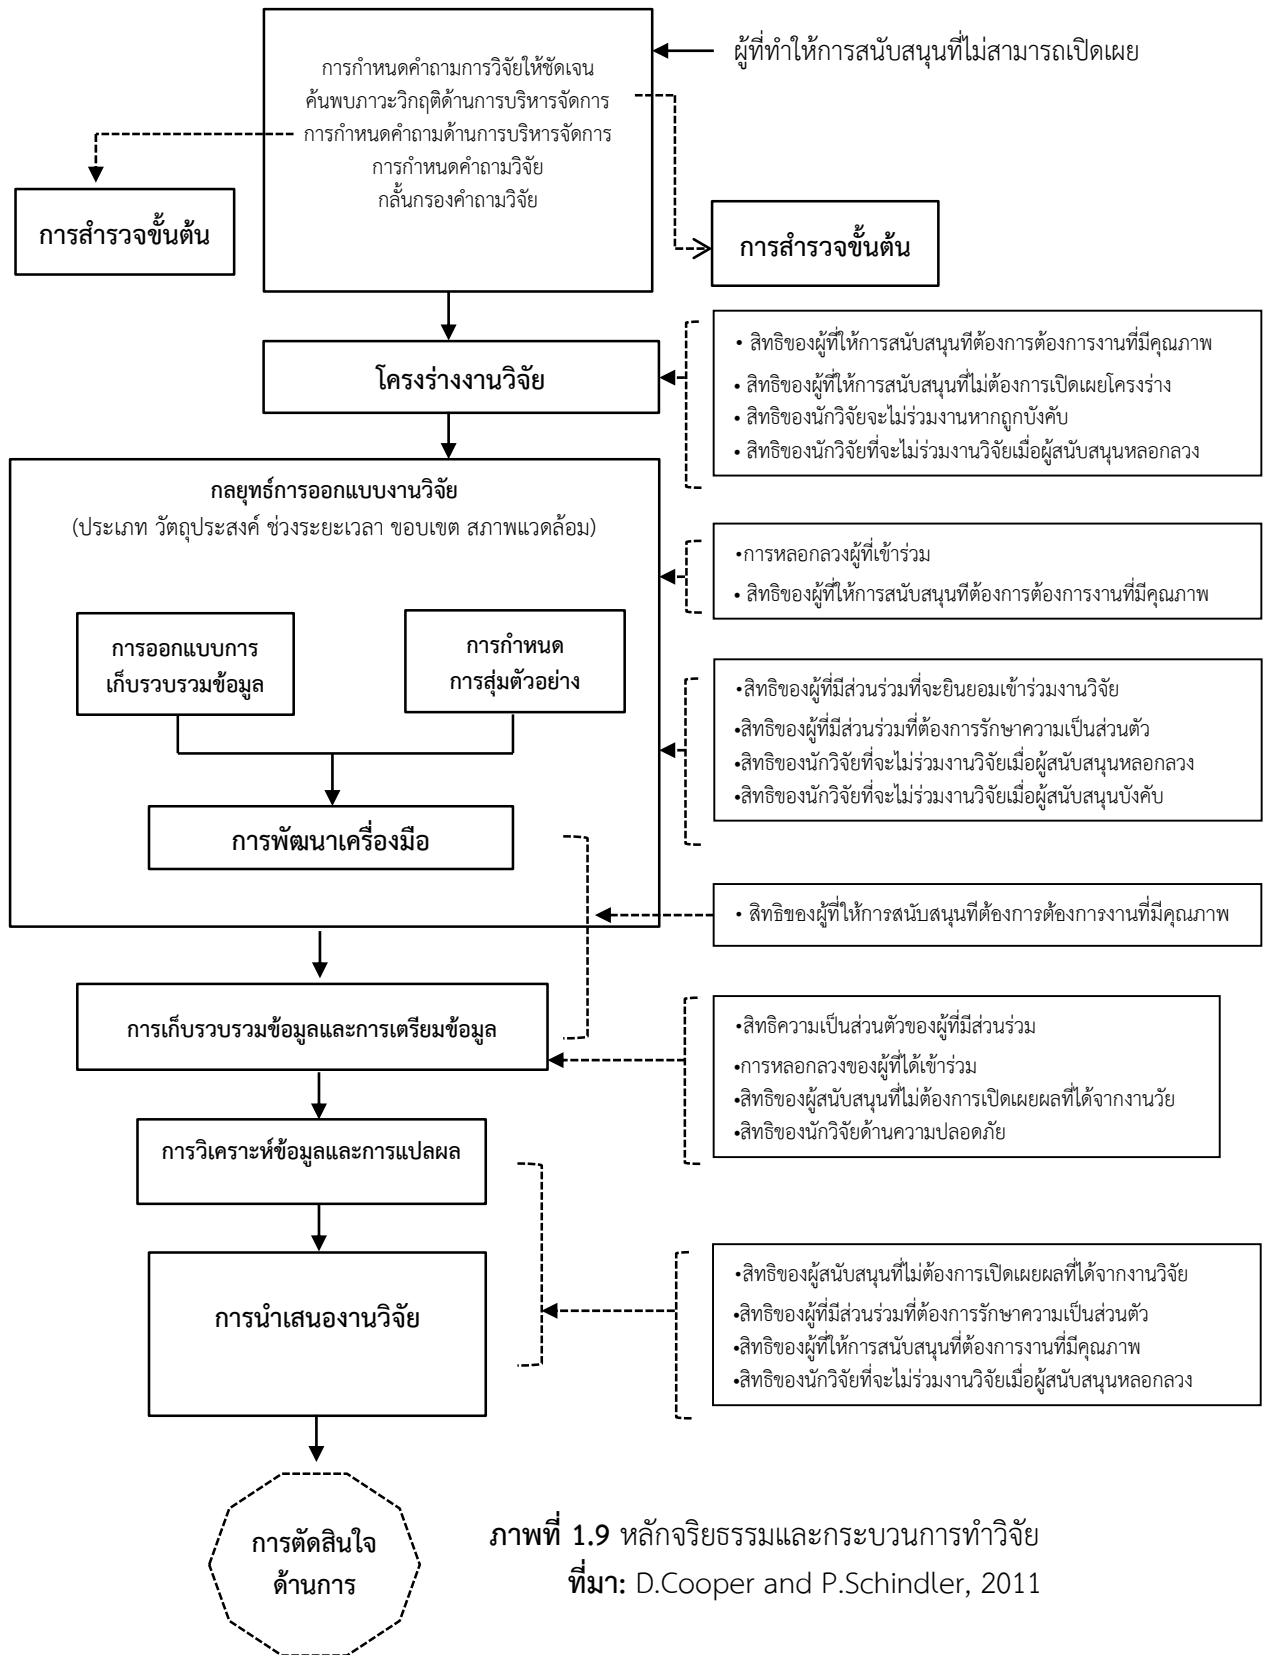 ผู้ที่ทำให้การสนับสนุนที่ไม่สามารถเปิดเผย
การกำหนดคำถามการวิจัยให้ชัดเจน
ค้นพบภาวะวิกฤติด้านการบริหารจัดการ
การกำหนดคำถามด้านการบริหารจัดการ
การกำหนดคำถามวิจัย
กลั้นกรองคำถามวิจัย
การสำรวจขั้นต้น
การสำรวจขั้นต้น
โครงร่างงานวิจัย
• สิทธิของผู้ที่ให้การสนับสนุนที่ต้องการต้องการงานที่มีคุณภาพ
• สิทธิของผู้ที่ให้การสนับสนุนที่ไม่ต้องการเปิดเผยโครงร่าง
• สิทธิของนักวิจัยจะไม่ร่วมงานหากถูกบังคับ
• สิทธิของนักวิจัยที่จะไม่ร่วมงานวิจัยเมื่อผู้สนับสนุนหลอกลวง
กลยุทธ์การออกแบบงานวิจัย
(ประเภท วัตถุประสงค์ ช่วงระยะเวลา ขอบเขต สภาพแวดล้อม)
•การหลอกลวงผู้ที่เข้าร่วม
• สิทธิของผู้ที่ให้การสนับสนุนที่ต้องการต้องการงานที่มีคุณภาพ
การออกแบบการ
เก็บรวบรวมข้อมูล
การกำหนด
การสุ่มตัวอย่าง
•สิทธิของผู้ที่มีส่วนร่วมที่จะยินยอมเข้าร่วมงานวิจัย
•สิทธิของผู้ที่มีส่วนร่วมที่ต้องการรักษาความเป็นส่วนตัว
•สิทธิของนักวิจัยที่จะไม่ร่วมงานวิจัยเมื่อผู้สนับสนุนหลอกลวง
•สิทธิของนักวิจัยที่จะไม่ร่วมงานวิจัยเมื่อผู้สนับสนุนบังคับ
การพัฒนาเครื่องมือ
• สิทธิของผู้ที่ให้การสนับสนุนที่ต้องการต้องการงานที่มีคุณภาพ
การเก็บรวบรวมข้อมูลและการเตรียมข้อมูล
•สิทธิความเป็นส่วนตัวของผู้ที่มีส่วนร่วม
•การหลอกลวงของผู้ที่ได้เข้าร่วม
•สิทธิของผู้สนับสนุนที่ไม่ต้องการเปิดเผยผลที่ได้จากงานวัย
•สิทธิของนักวิจัยด้านความปลอดภัย
การวิเคราะห์ข้อมูลและการแปลผล
การนำเสนองานวิจัย
•สิทธิของผู้สนับสนุนที่ไม่ต้องการเปิดเผยผลที่ได้จากงานวิจัย
•สิทธิของผู้ที่มีส่วนร่วมที่ต้องการรักษาความเป็นส่วนตัว
•สิทธิของผู้ที่ให้การสนับสนุนที่ต้องการงานที่มีคุณภาพ
•สิทธิของนักวิจัยที่จะไม่ร่วมงานวิจัยเมื่อผู้สนับสนุนหลอกลวง
การตัดสินใจ
ด้านการ
ภาพที่ 1.9 หลักจริยธรรมและกระบวนการทำวิจัย
ที่มา: D.Cooper and P.Schindler, 2011